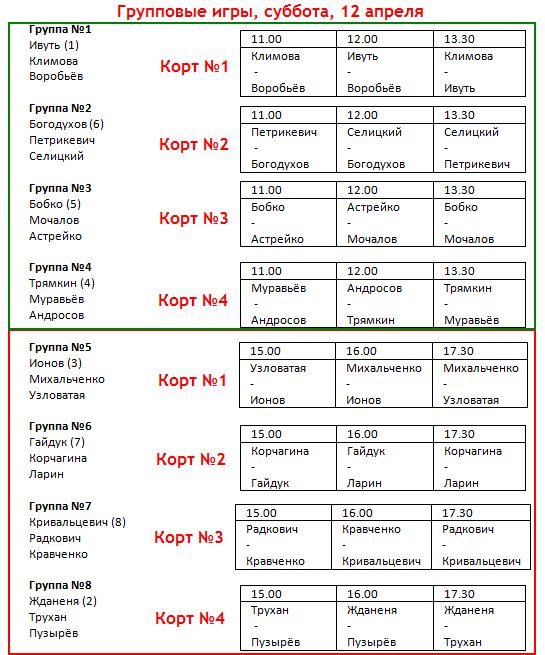 Групповые игры, суббота, 12 апреля
Группа №1
Ивуть (1)
Климова
Воробьёв
Корт №1
11.00 12.00 13.30
Климова Ивуть Климова
- - -
Воробьёв Воробьёв Ивуть
Группа №2
Богодухов (6)
Петрикевич
Селицкий
Корт №2
11.00 12.00 13.30
Петрикевич Селицкий Селицкий
- - -
Богодухов Богодухов Петрикевич
Группа №3
Бобко (5)
Мочалов
Астрейко
Корт №3
11.00 12.00 13.30
Бобко Астрейко Бобко
- - -
Астрейко Мочалов Мочалов
Группа №4
Трямкин (4)
Муравьёв
Андросов
Корт №4
11.00 12.00 13.30
Муравьёв Андросов Трямкин
- - -
Андросов Трямкин Муравьёв
Группа №5
Ионов (3)
Михальченко
Узловатая
Корт №1
15.00 16.00 17.30
Узловатая Михальченко Михальченко
- - -
Ионов Ионов Узловатая
Группа №6
Гайдук (7)
Корчагина
Ларин
Корт №2
15.00 16.00 17.30
Корчагина Гайдук Корчагина
- - -
Гайдук Ларин Ларин
Группа №7
Кривальцевич (8)
Радкович
Кравченко
Корт №3
15.00 16.00 17.30
Радкович Кравченко Радкович
- - -
Кравченко Кривальцевич Кривальцевич
Группа №8
Жданеня (2)
Трухан
Пузырёв
Корт №4
15.00 16.00 17.30
Трухан Жданеня Жданеня
- - -
Пузырёв Пузырёв Трухан